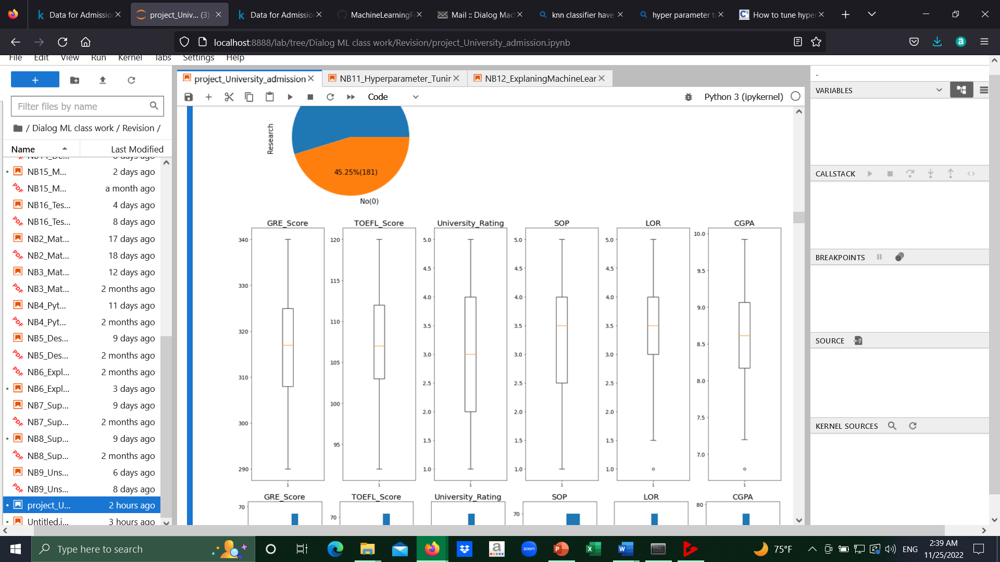 Data for Admissio
project_Univ... (3)
Data for Admissio
MachineLearningF
Mail :: Dialog Mac
knn classifier have
hyper parameter t
How to tune hyper
localhost:8888/lab/tree/Dialog ML class work/Revision/project_University_admission.ipynb
File Edit View Run Kernel Tabs Settings Help
project_University_admission
NB11_Hyperparameter_Tunin
NB12_ExplaningMachineLear
Code
Python 3 (ipykernel)
Filter files by name
/ Dialog ML class work / Revision /
Name Last Modified
NB15_M... 2 days ago
NB15_M... a month ago
NB16_Tes... 4 days ago
NB16_Tes... 8 days ago
NB2_Mat... 17 days ago
NB2_Mat... 18 days ago
NB3_Mat... 12 days ago
NB3_Mat... 2 months ago
NB4_Pyt... 11 days ago
NB4_Pyt... 2 months ago
NB5_Des... 9 days ago
NB5_Des... 2 months ago
NB6_Expl... 2 months ago
NB6_Expl... 3 days ago
NB7_Sup... 9 days ago
NB7_Sup... 2 months ago
NB8_Sup... 9 days ago
NB8_Sup... 2 months ago
NB9_Uns... 6 days ago
NB9_Uns... 8 days ago
project_U... 2 hours ago
Untitled.i... 3 hours ago
Research
45.25%(181)
No(0)
GRE_Score
340
330
320
310
300
290
1
TOEFL_Score
120
115
110
105
100
95
1
University_Rating
5.0
4.5
4.0
3.5
3.0
2.5
2.0
1.5
1.0
1
SOP
5.0
4.5
4.0
3.5
3.0
2.5
2.0
1.5
1.0
1
LOR
5.0
4.5
4.0
3.5
3.0
2.5
2.0
1.5
1.0
1
CGPA
10.0
9.5
9.0
8.5
8.0
7.5
7.0
1
GRE_Score
70
TOEFL_Score
70
University_Rating
SOP
70
LOR
CGPA
80
-
VARIABLES
CALLSTACK
BREAKPOINTS
SOURCE
KERNEL SOURCES
Type here to search
zoom
75°F
ENG
2:39 AM
11/25/2022